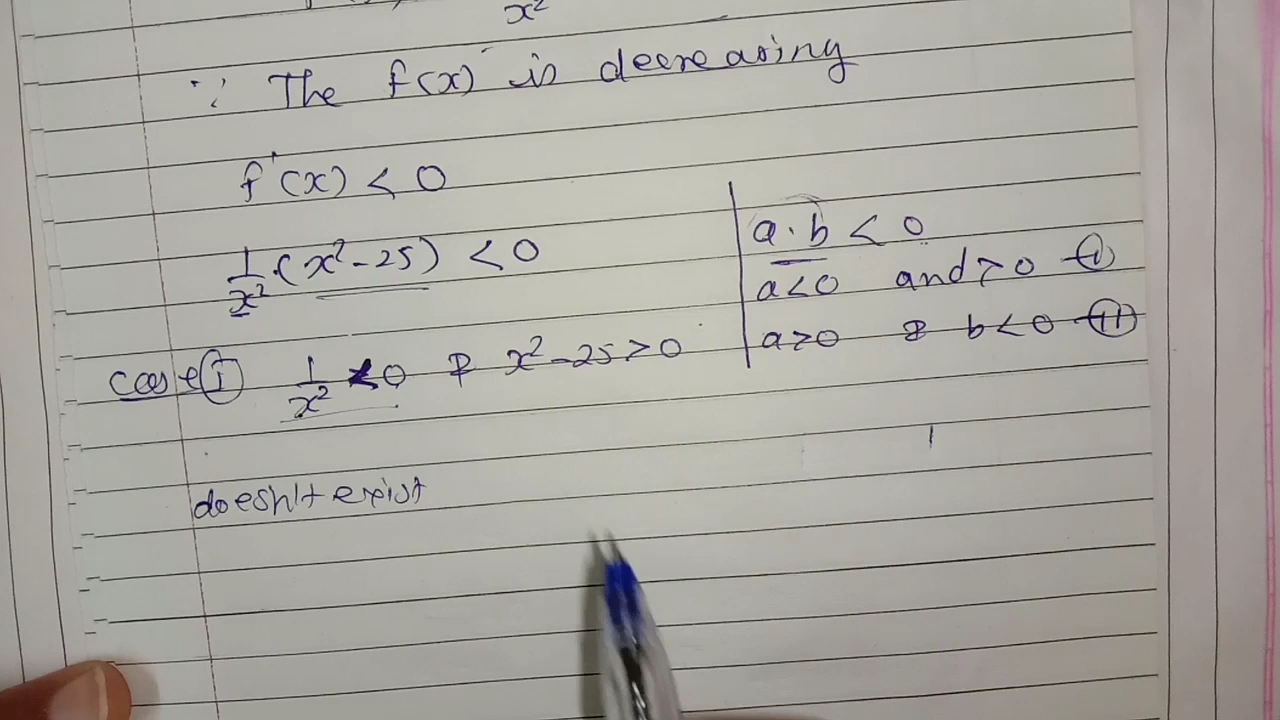 x²
∵ The f(x) is decreasing
f'(x) < 0
1/x² · (x² - 25) < 0
case (i) 1/x² < 0 & x² - 25 > 0
doesn't exist
a · b < 0
a < 0 and > 0 - (i)
a > 0 & b < 0 - (ii)